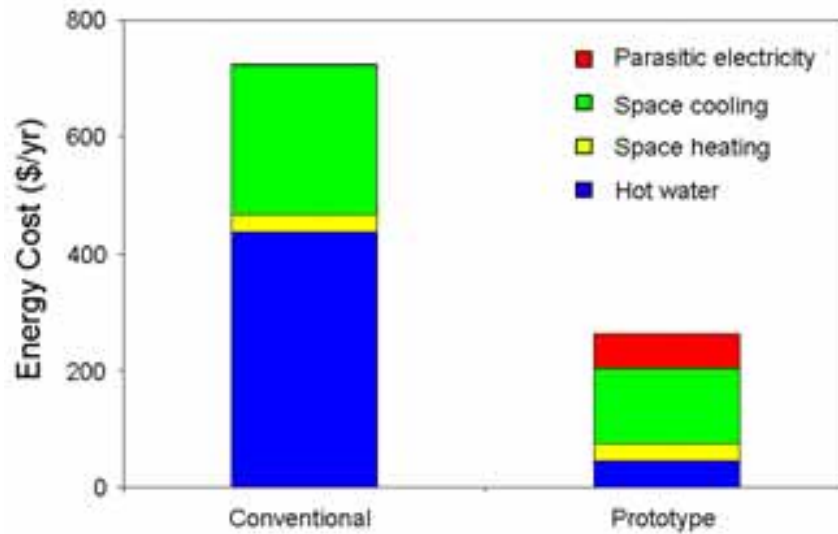 Energy Cost ($/yr)
800
600
400
200
0
Parasitic electricity
Space cooling
Space heating
Hot water
Conventional
Prototype